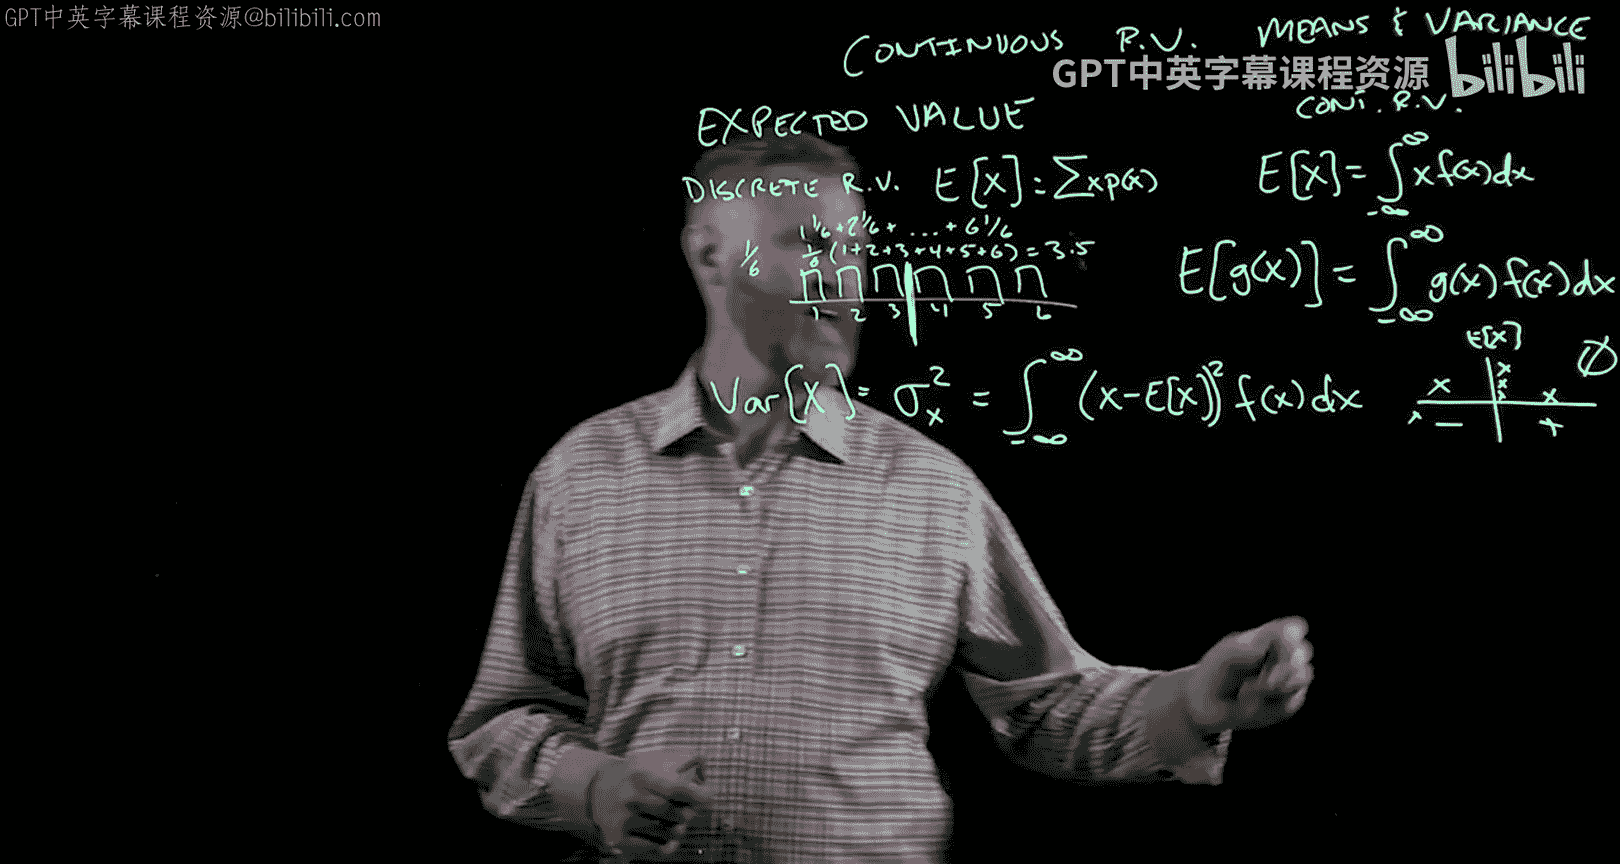 GPT中英字幕课程资源@bilibili.com
CONTINUOUS R.V. MEANS & VARIANCE
GPT中英字幕课程资源 bilibili
EXPECTED VALUE
CONT. R.V.
DISCRETE R.V. E[X] = ∑xp(x)
E[X] = ∫_{-∞}^{∞} x f(x) dx
1 1/6 + 2 1/6 + ... + 6 1/6
1/6 1/6 (1+2+3+4+5+6) = 3.5
1 2 3 4 5 6
E[g(x)] = ∫_{-∞}^{∞} g(x) f(x) dx
Var[X] = σ_x^2 = ∫_{-∞}^{∞} (x-E[x])^2 f(x) dx
E[X] ∅
x x x x x
x - +